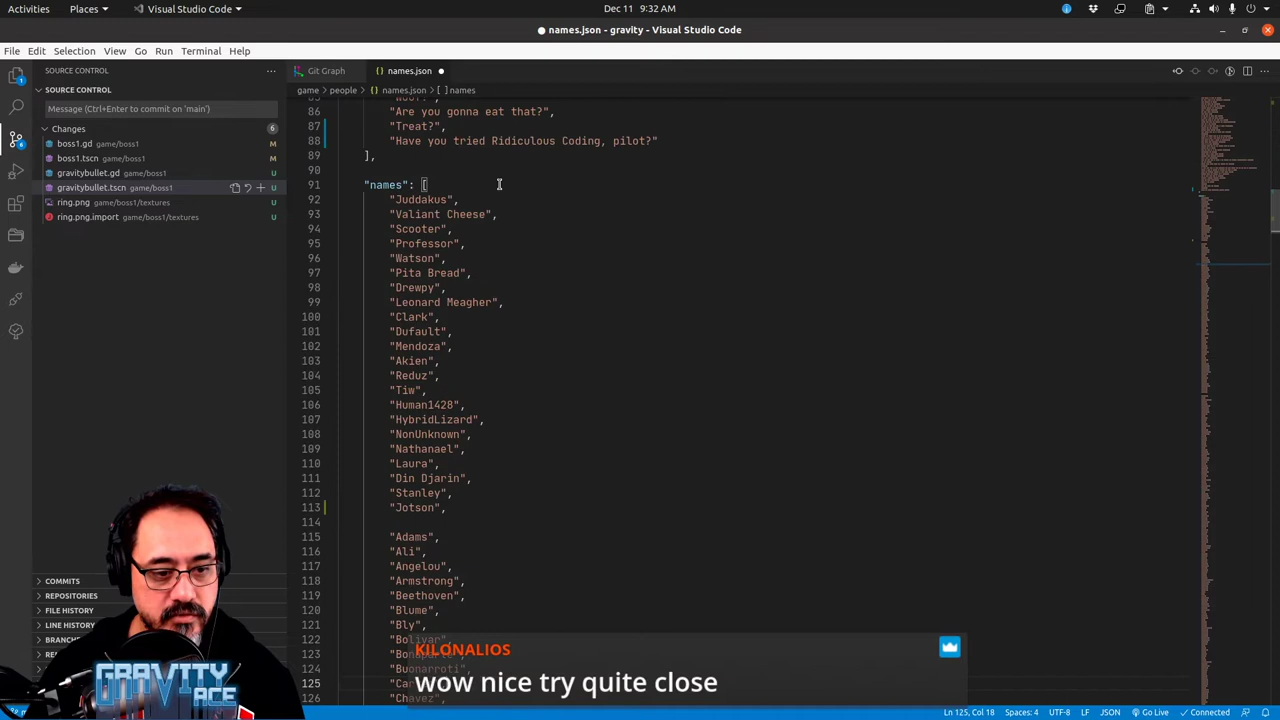 Activities Places Visual Studio Code Dec 11 9:32 AM
names.json - gravity - Visual Studio Code
File Edit Selection View Go Run Terminal Help
SOURCE CONTROL
Git Graph names.json
SOURCE CONTROL
game people names.json [ ] names
Message (Ctrl+Enter to commit on 'main')
Changes 6
boss1.gd game/boss1 M
boss1.tscn game/boss1 M
gravitybullet.gd game/boss1 U
gravitybullet.tscn game/boss1 U
ring.png game/boss1/textures U
ring.png.import game/boss1/textures U
COMMITS
REPOSITORIES
FILE HISTORY
LINE HISTORY
86 "Are you gonna eat that?",
87 "Treat?",
88 "Have you tried Ridiculous Coding, pilot?"
89 ],
90
91 "names": [
92 "Juddakus",
93 "Valiant Cheese",
94 "Scooter",
95 "Professor",
96 "Watson",
97 "Pita Bread",
98 "Drewpy",
99 "Leonard Meagher",
100 "Clark",
101 "Dufault",
102 "Mendoza",
103 "Akien",
104 "Reduz",
105 "Tiw",
106 "Human1428",
107 "HybridLizard",
108 "NonUnknown",
109 "Nathanael",
110 "Laura",
111 "Din Djarin",
112 "Stanley",
113 "Jotson",
114
115 "Adams",
116 "Ali",
117 "Angelou",
118 "Armstrong",
119 "Beethoven",
120 "Blume",
121 "Bly",
122 "Bolivar",
123
124 "Buonarroti",
125
126 "Chavez",
KILONALIOS
wow nice try quite close
GRAVITY
ACE
Ln 125, Col 18 Spaces: 4 UTF-8 LF JSON Go Live Connected